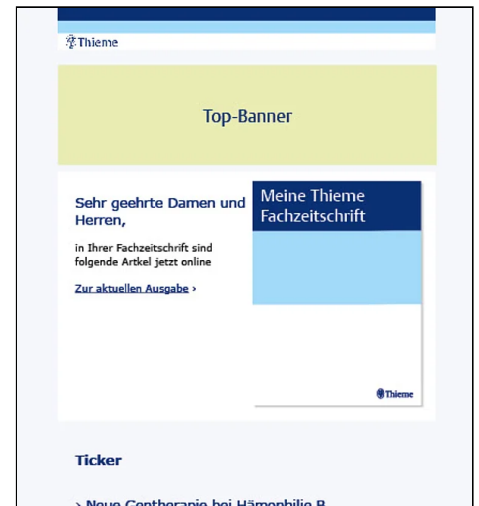 Thieme
Top-Banner
Sehr geehrte Damen und
Herren,
in Ihrer Fachzeitschrift sind
folgende Artkel jetzt online
Zur aktuellen Ausgabe ›
Meine Thieme
Fachzeitschrift
Thieme
Ticker
› Neue Gentherapie bei Hämophilie B